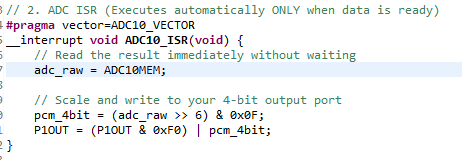 // 2. ADC ISR (Executes automatically ONLY when data is ready)
#pragma vector=ADC10_VECTOR
__interrupt void ADC10_ISR(void) {
    // Read the result immediately without waiting
    adc_raw = ADC10MEM;

    // Scale and write to your 4-bit output port
    pcm_4bit = (adc_raw >> 6) & 0x0F;
    P1OUT = (P1OUT & 0xF0) | pcm_4bit;
}